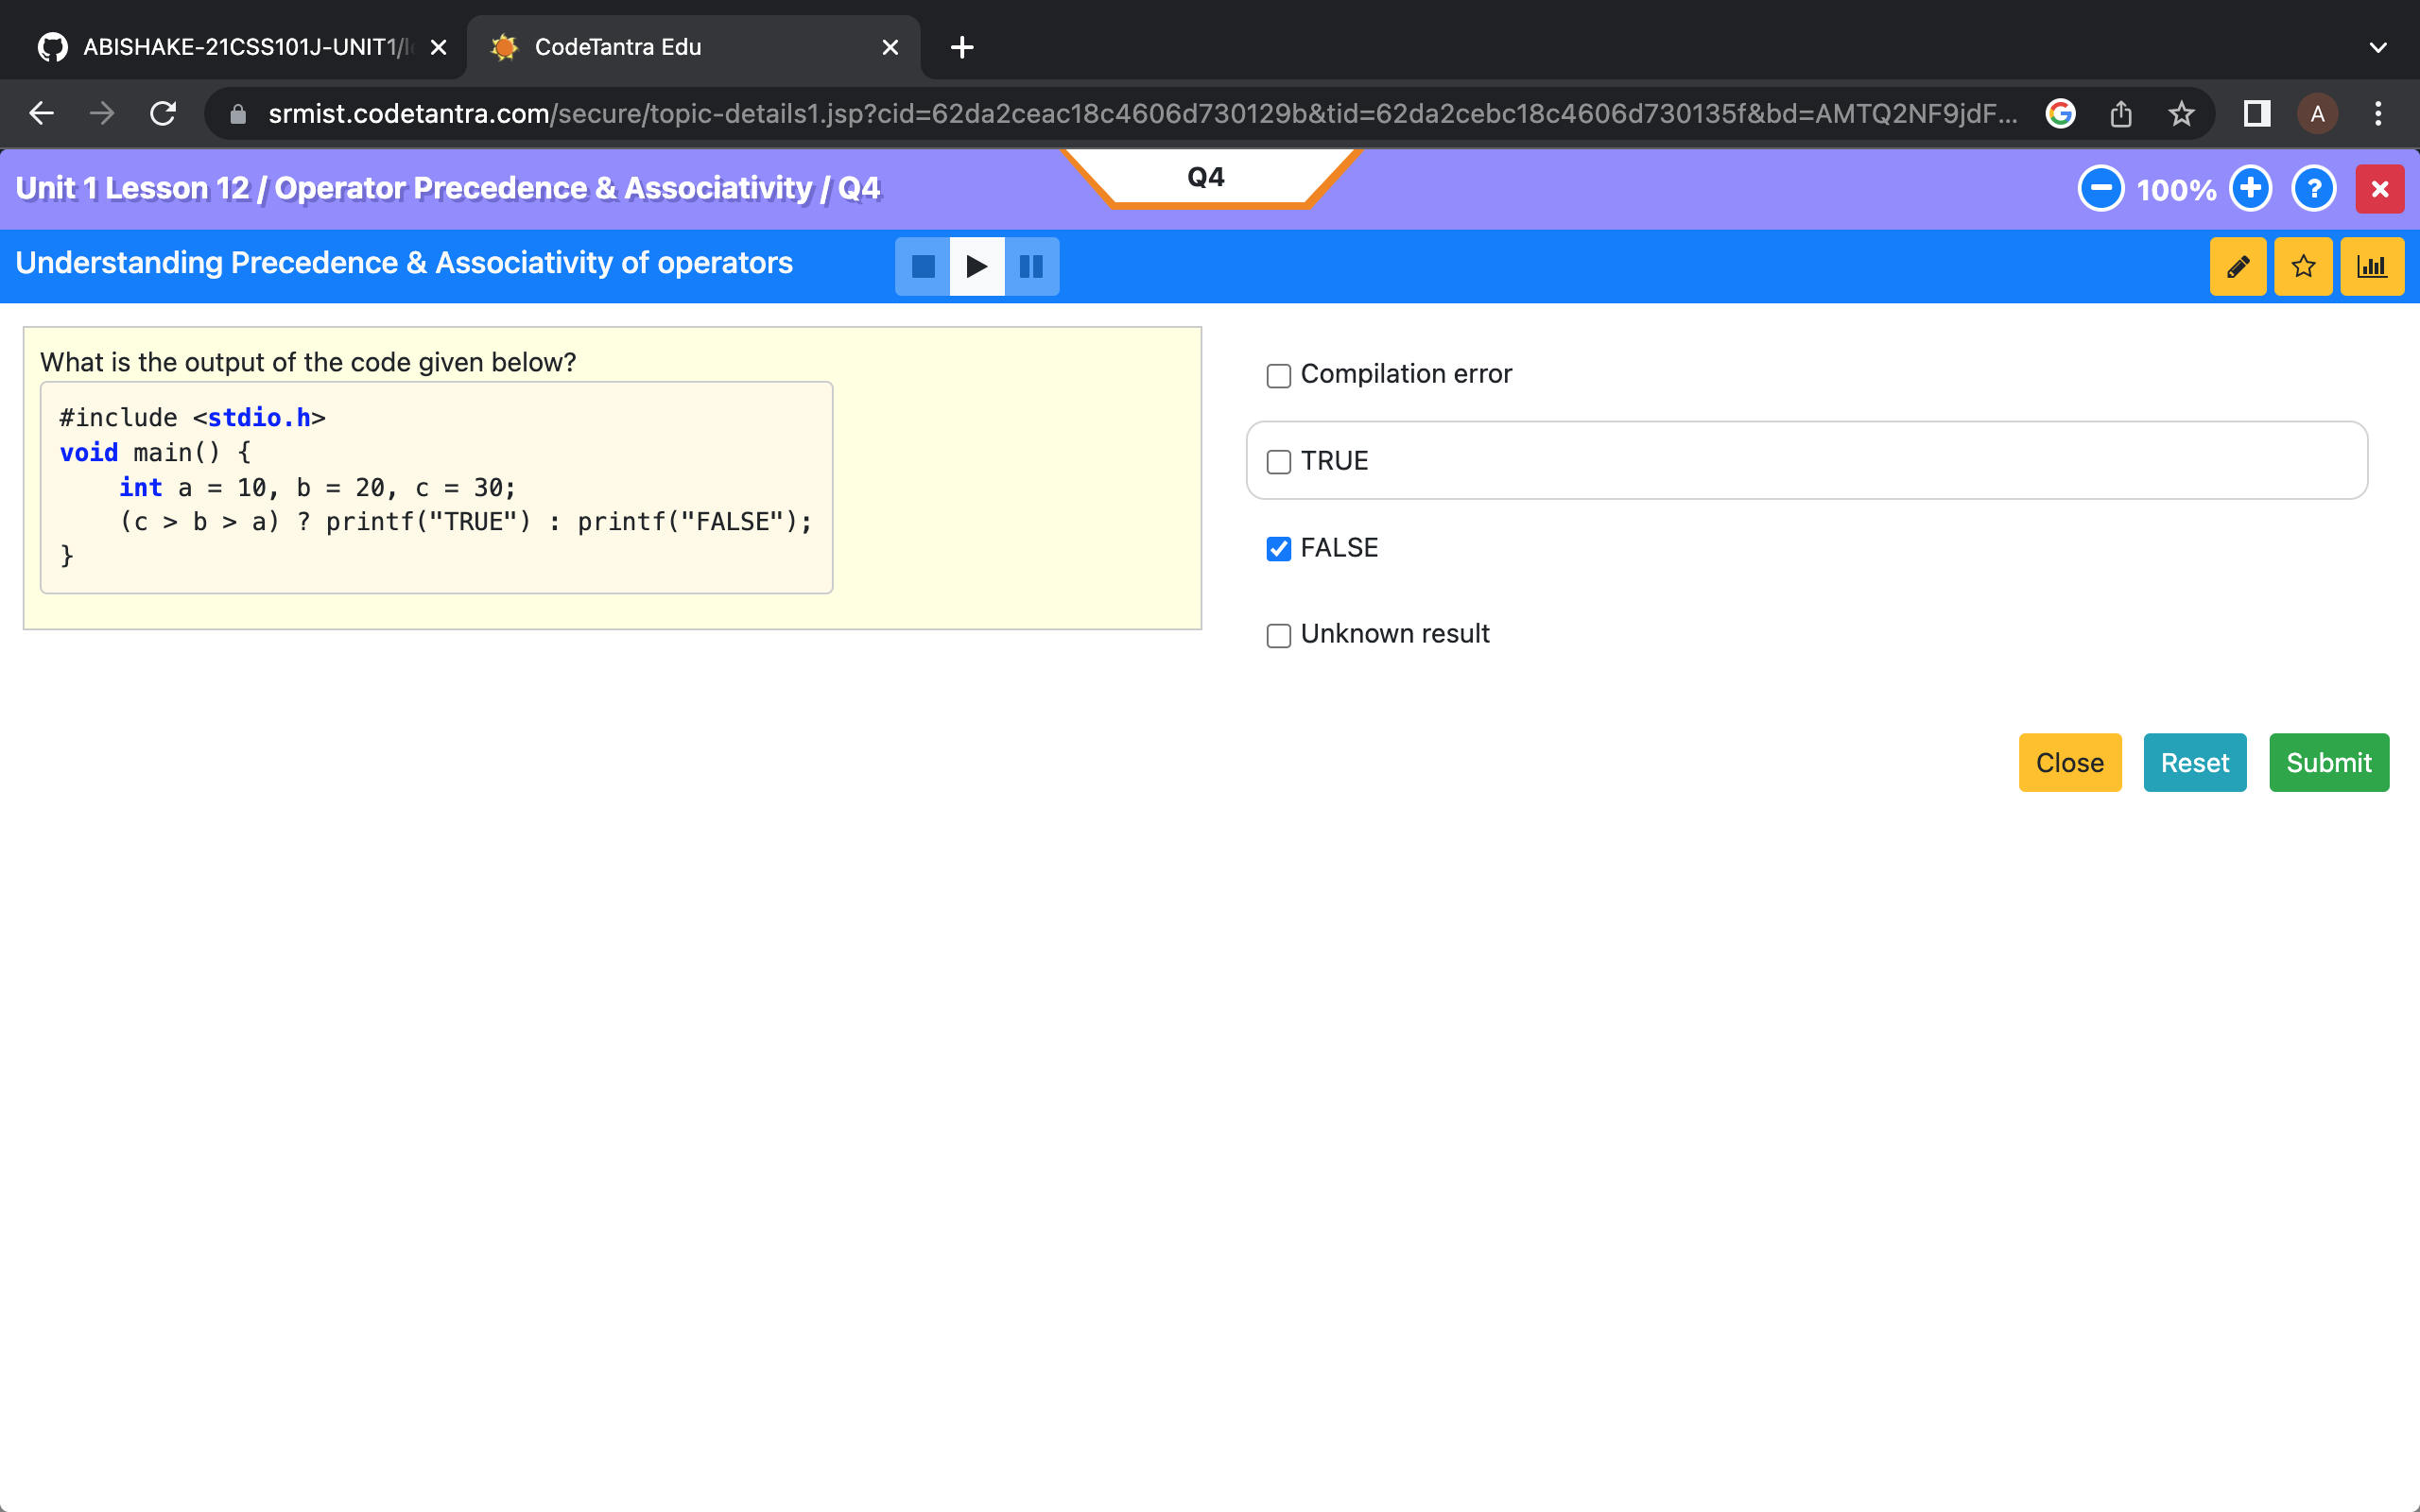 ABISHAKE-21CSS101J-UNIT1/
CodeTantra Edu
srmist.codetantra.com/secure/topic-details1.jsp?cid=62da2ceac18c4606d730129b&tid=62da2cebc18c4606d730135f&bd=AMTQ2NF9jdF...
A
Unit 1 Lesson 12 / Operator Precedence & Associativity / Q4
Q4
100%
?
Understanding Precedence & Associativity of operators
What is the output of the code given below?
#include <stdio.h>
void main() {
    int a = 10, b = 20, c = 30;
    (c > b > a) ? printf("TRUE") : printf("FALSE");
}
Compilation error
TRUE
FALSE
Unknown result
Close
Reset
Submit